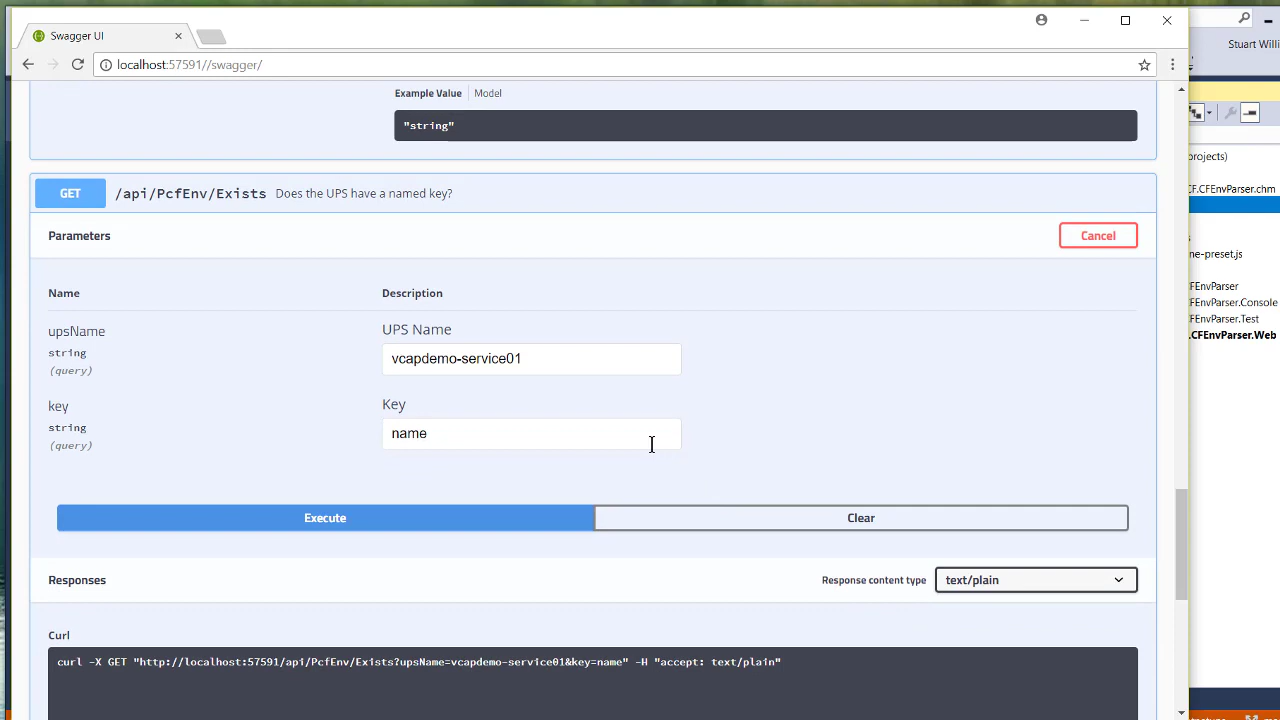 Swagger UI
localhost:57591//swagger/
Example Value Model
"string"
GET /api/PcfEnv/Exists Does the UPS have a named key?
Parameters
Cancel
Name Description
upsName
string
(query)
UPS Name
vcapdemo-service01
key
string
(query)
Key
name
Execute
Clear
Responses
Response content type text/plain
Curl
curl -X GET "http://localhost:57591/api/PcfEnv/Exists?upsName=vcapdemo-service01&key=name" -H "accept: text/plain"
Stuart Willi
projects)
CF.CFEnvParser.chm
ne-preset.js
CFEnvParser
CFEnvParser.Console
CFEnvParser.Test
.CFEnvParser.Web